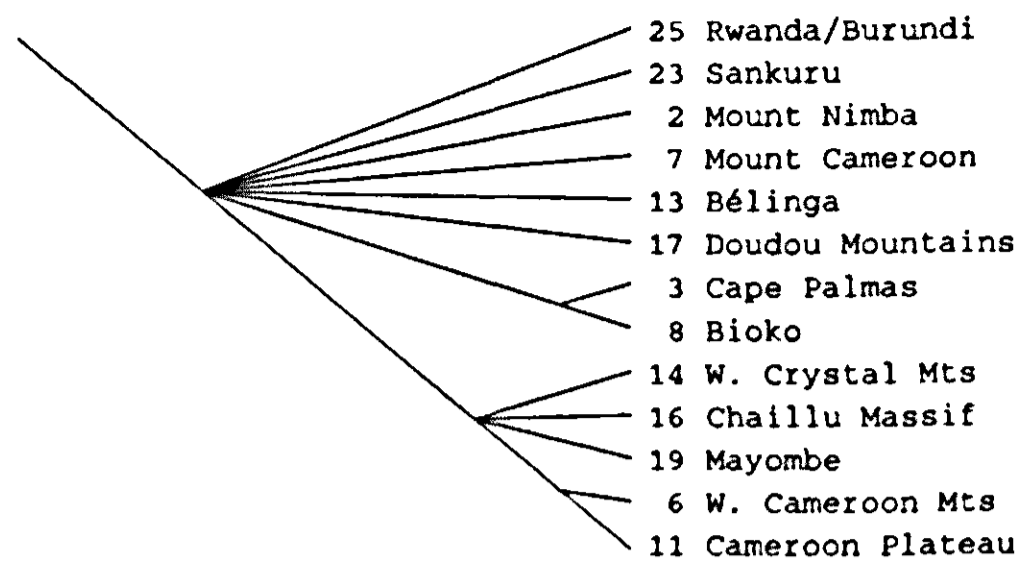 25 Rwanda/Burundi
23 Sankuru
2 Mount Nimba
7 Mount Cameroon
13 Bélinga
17 Doudou Mountains
3 Cape Palmas
8 Bioko
14 W. Crystal Mts
16 Chaillu Massif
19 Mayombe
6 W. Cameroon Mts
11 Cameroon Plateau